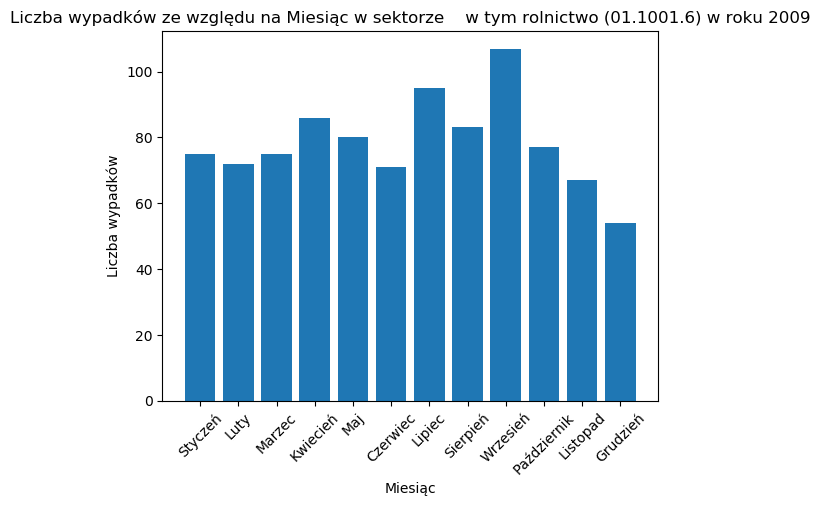 Liczba wypadków ze względu na Miesiąc w sektorze    w tym rolnictwo (01.1001.6) w roku 2009
100
80
60
40
20
0
Liczba wypadków
Styczeń
Luty
Marzec
Kwiecień
Maj
Czerwiec
Lipiec
Sierpień
Wrzesień
Październik
Listopad
Grudzień
Miesiąc